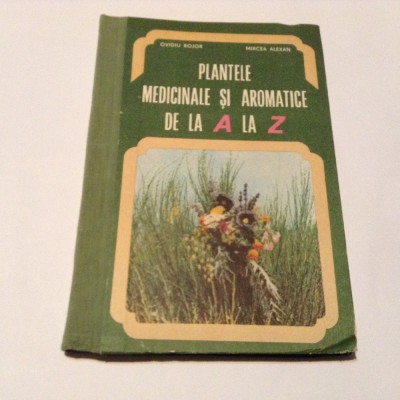 OVIDIU BOJOR MIRCEA ALEXAN
PLANTELE
MEDICINALE ȘI AROMATICE
DE LA A LA Z